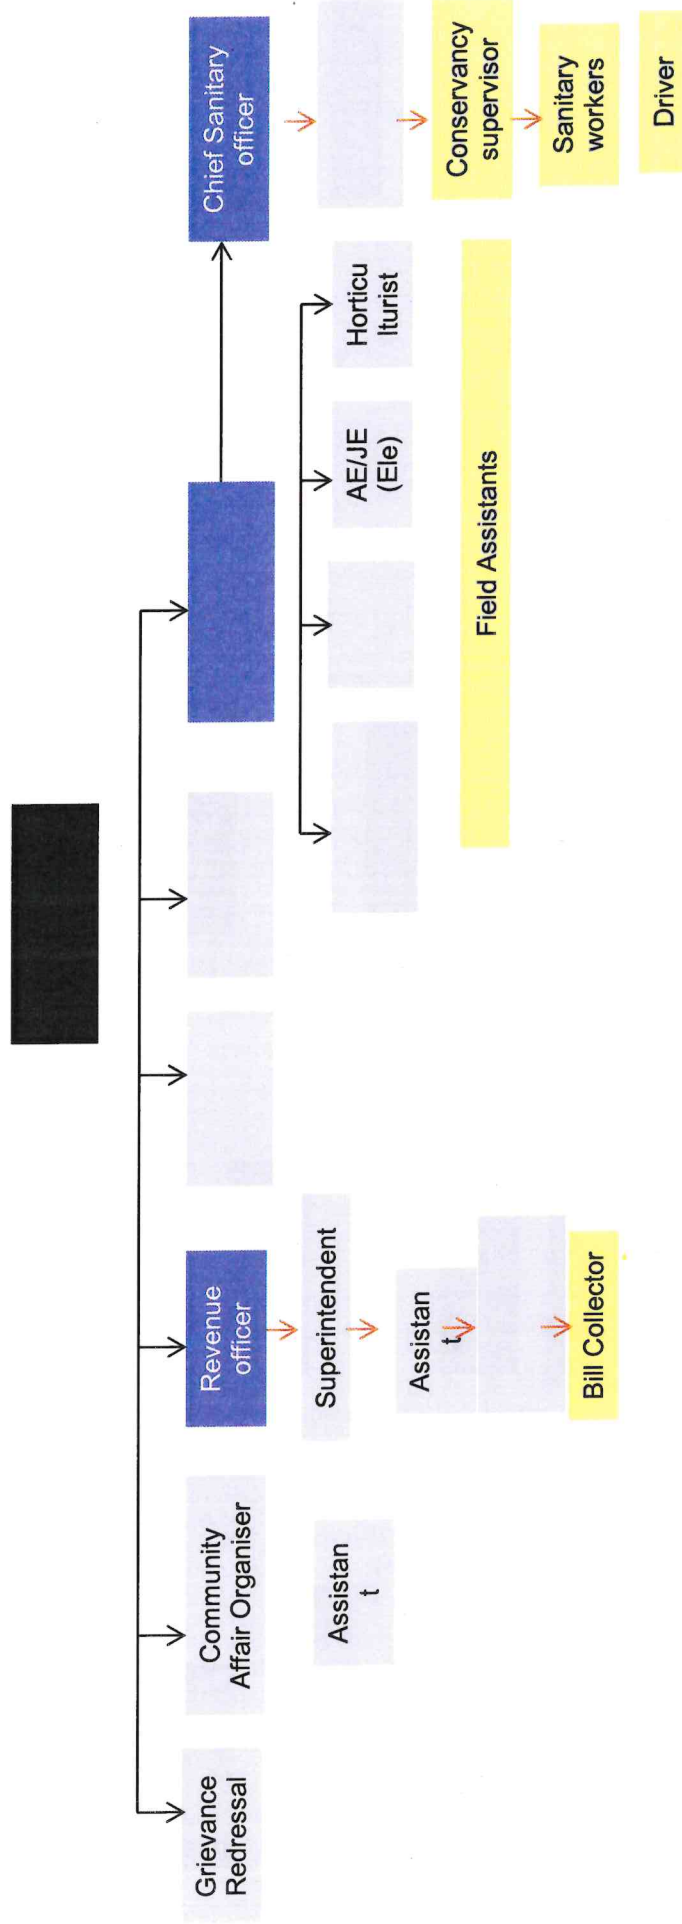 Grievance
Redressal
Community
Affair Organiser
Assistan
t
Revenue
officer
Superintendent
Assistan
t
Bill Collector
Chief Sanitary
officer
AE/JE
(Ele)
Horticu
lturist
Field Assistants
Conservancy
supervisor
Sanitary
workers
Driver